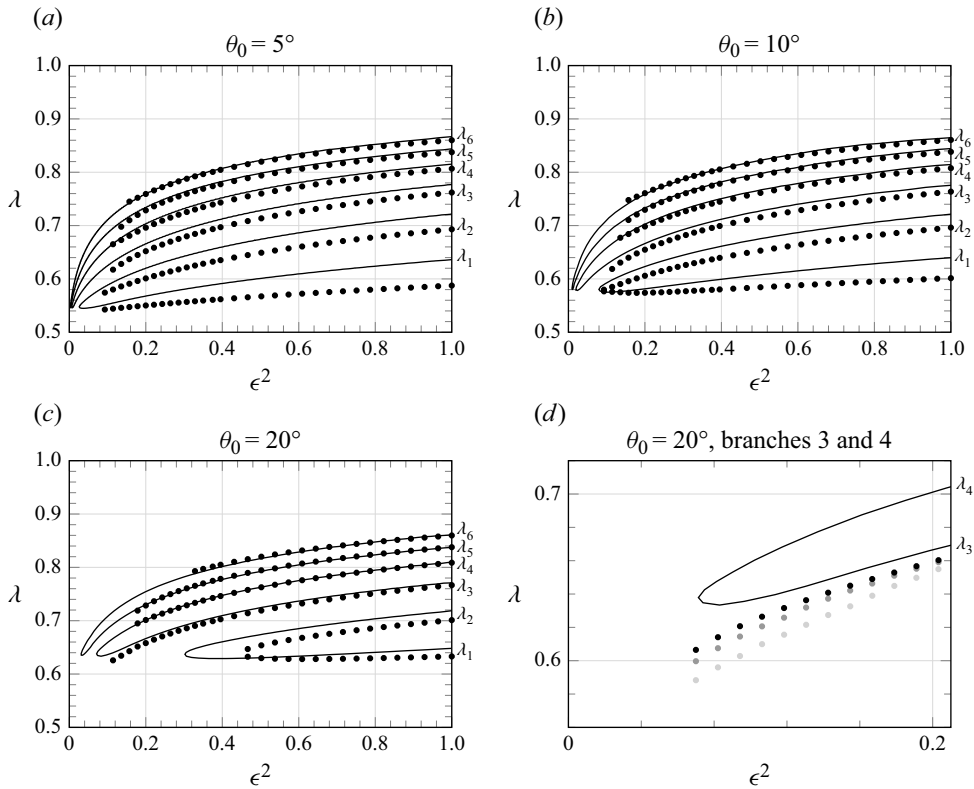 (a)
θ₀ = 5°
1.0
0.9
0.8
0.7
0.6
0.5
λ
0
0.2
0.4
0.6
0.8
1.0
ϵ²
λ₆
λ₅
λ₄
λ₃
λ₂
λ₁
(b)
θ₀ = 10°
1.0
0.9
0.8
0.7
0.6
0.5
0
0.2
0.4
0.6
0.8
1.0
ϵ²
λ₆
λ₅
λ₄
λ₃
λ₂
λ₁
(c)
θ₀ = 20°
1.0
0.9
0.8
0.7
0.6
0.5
λ
0
0.2
0.4
0.6
0.8
1.0
ϵ²
λ₆
λ₅
λ₄
λ₃
λ₂
λ₁
(d)
θ₀ = 20°, branches 3 and 4
0.7
0.6
λ
0
0.2
ϵ²
λ₄
λ₃